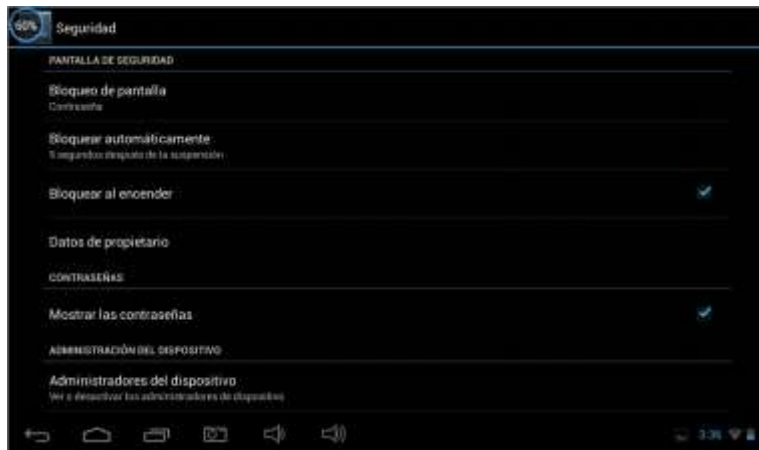 60%
Seguridad
PANTALLA DE SEGURIDAD
Bloqueo de pantalla
Contraseña
Bloquear automáticamente
5 segundos después de la suspensión
Bloquear al encender
Datos de propietario
CONTRASEÑAS
Mostrar las contraseñas
ADMINISTRACIÓN DEL DISPOSITIVO
Administradores del dispositivo
Ver o desactivar los administradores de dispositivo